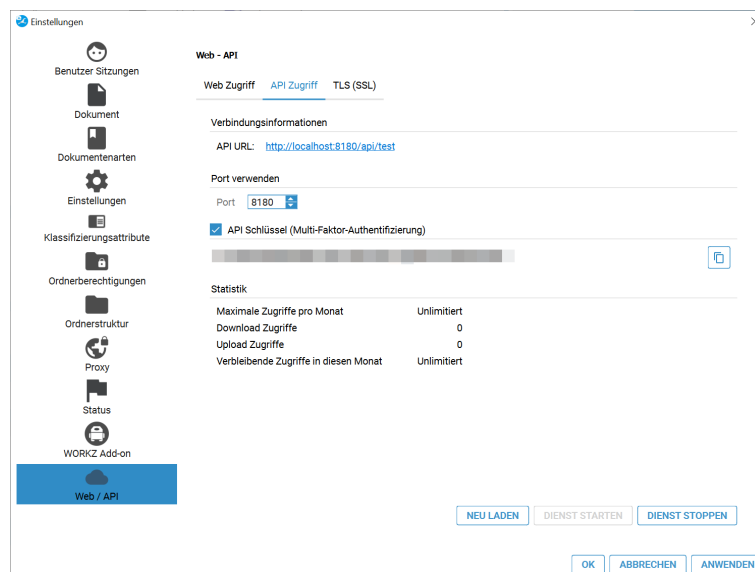 Einstellungen
Benutzer Sitzungen
Dokument
Dokumentenarten
Einstellungen
Klassifizierungsattribute
Ordnerberechtigungen
Ordnerstruktur
Proxy
Status
WORKZ Add-on
Web / API
Web - API
Web Zugriff API Zugriff TLS (SSL)
Verbindungsinformationen
API URL: http://localhost:8180/api/test
Port verwenden
Port 8180
API Schlüssel (Multi-Faktor-Authentifizierung)
Statistik
Maximale Zugriffe pro Monat Unlimitiert
Download Zugriffe 0
Upload Zugriffe 0
Verbleibende Zugriffe in diesen Monat Unlimitiert
NEU LADEN DIENST STARTEN DIENST STOPPEN
OK ABBRECHEN ANWENDEN